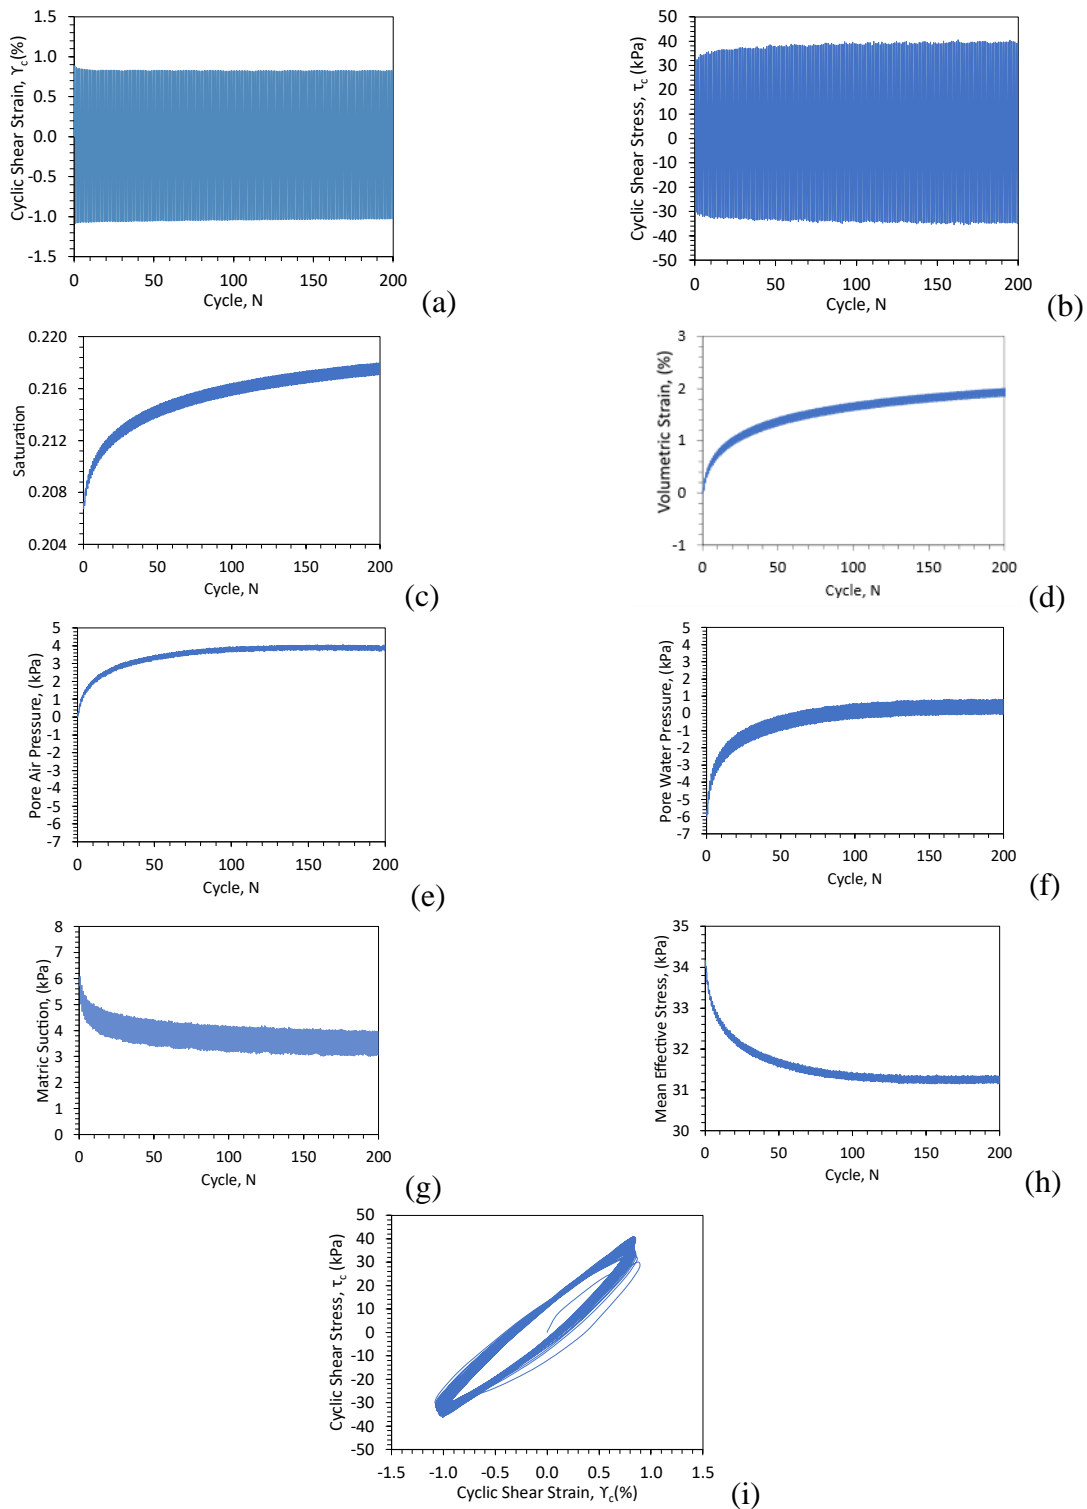 Cyclic Shear Strain, ϒc(%)
1.5
1.0
0.5
0.0
-0.5
-1.0
-1.5
0 50 100 150 200
Cycle, N
(a)
Cyclic Shear Stress, τc (kPa)
50
40
30
20
10
0
-10
-20
-30
-40
-50
0 50 100 150 200
Cycle, N
(b)
Saturation
0.220
0.216
0.212
0.208
0.204
0 50 100 150 200
Cycle, N
(c)
Volumetric Strain, (%)
3
2
1
0
-1
0 50 100 150 200
Cycle, N
(d)
Pore Air Pressure, (kPa)
5
4
3
2
1
0
-1
-2
-3
-4
-5
-6
-7
0 50 100 150 200
Cycle, N
(e)
Pore Water Pressure, (kPa)
5
4
3
2
1
0
-1
-2
-3
-4
-5
-6
-7
0 50 100 150 200
Cycle, N
(f)
Matric Suction, (kPa)
8
7
6
5
4
3
2
1
0
0 50 100 150 200
Cycle, N
(g)
Mean Effective Stress, (kPa)
35
34
33
32
31
30
0 50 100 150 200
Cycle, N
(h)
Cyclic Shear Stress, τc (kPa)
50
40
30
20
10
0
-10
-20
-30
-40
-50
-1.5 -1.0 -0.5 0.0 0.5 1.0 1.5
Cyclic Shear Strain, ϒc(%)
(i)